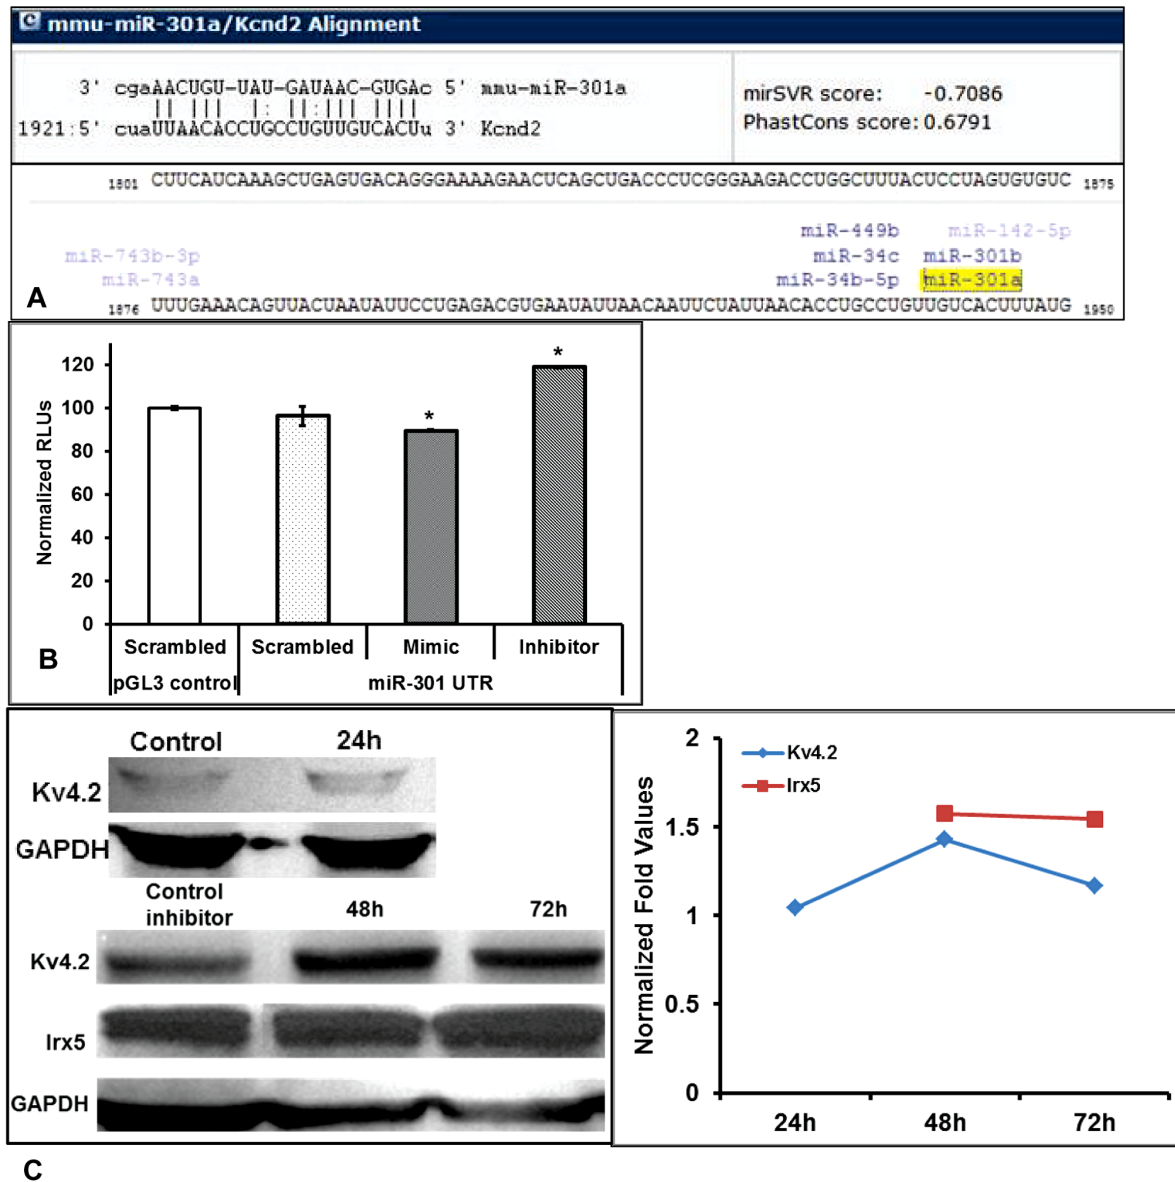 mmu-miR-301a/Kcnd2 Alignment
3' cgaAACUGU-UAU-GAUAAC-GUGAc 5' mmu-miR-301a
|| ||| |: ||:||| ||||
1921:5' cuaUUAACACCUGCCUGUUGUCACUu 3' Kcnd2
mirSVR score: -0.7086
PhastCons score: 0.6791
1801 CUUCAUCAAAGCUGAGUGACAGGGAAAAGAACUCAGCUGACCCUCGGGAAGACCUGGCUUUACUCCUAGUGUGUC 1875
miR-449b miR-142-5p
miR-743b-3p miR-34c miR-301b
miR-743a miR-34b-5p miR-301a
1876 UUUGAAACAGUUACUAAUAUUCCUGAGACGUGAAUAUUAACAAUUCUAUUAACACCUGCCUGUUGUCACUUUAUG 1950
A
Normalized RLUs
120
100
80
60
40
20
0
*
*
Scrambled Scrambled Mimic Inhibitor
pGL3 control miR-301 UTR
B
Control 24h
Kv4.2
GAPDH
Control inhibitor 48h 72h
Kv4.2
Irx5
GAPDH
C
Normalized Fold Values
2
1.5
1
0.5
0
Kv4.2
Irx5
24h 48h 72h